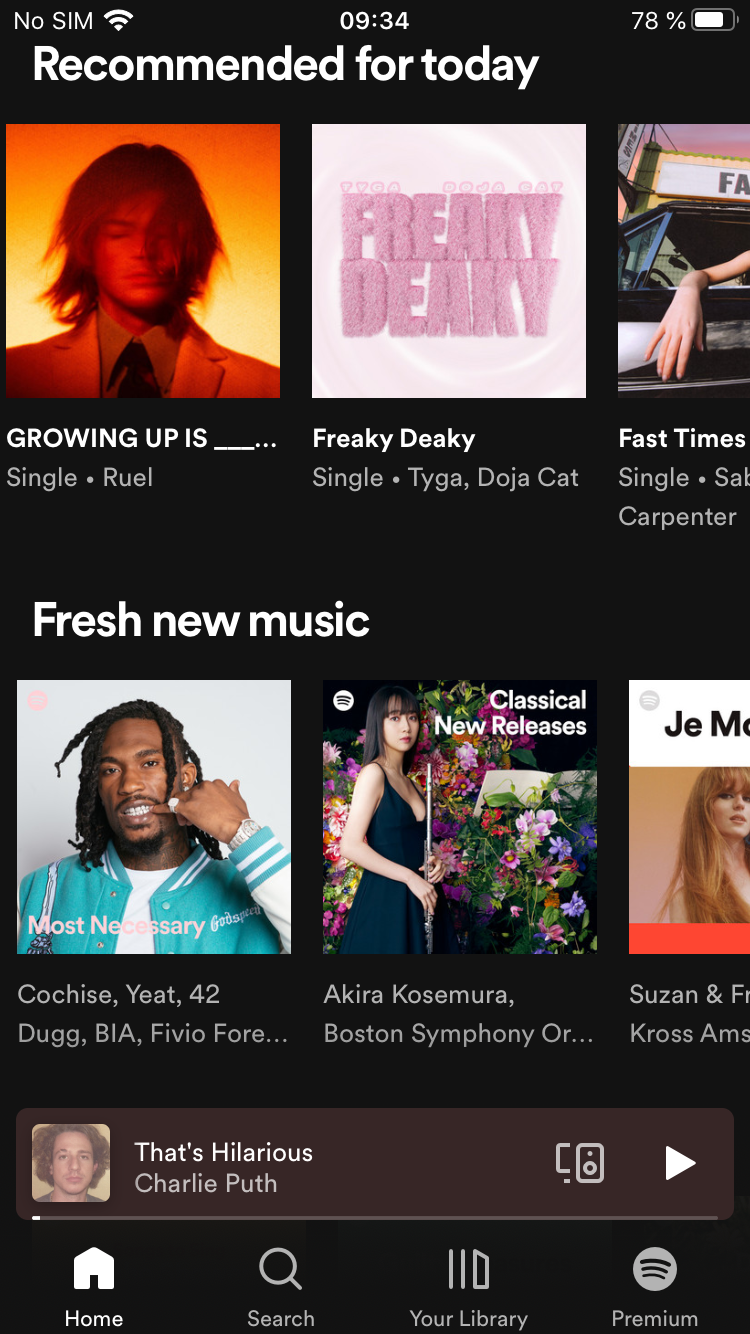 No SIM 09:34 78 %
Recommended for today
FA
TYGA DOJA CAT
FREAKY
DEAKY
GROWING UP IS ___...
Single • Ruel
Freaky Deaky
Single • Tyga, Doja Cat
Fast Times
Single • Sab
Carpenter
Fresh new music
Most Necessary
Godspeed
Classical
New Releases
Je Mo
Cochise, Yeat, 42
Dugg, BIA, Fivio Fore...
Akira Kosemura,
Boston Symphony Or...
Suzan & Fr
Kross Ams
That's Hilarious
Charlie Puth
Home
Search
Your Library
Premium